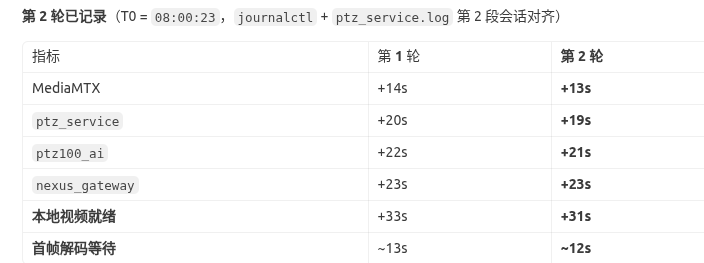 第 2 轮已记录（T0 = 08:00:23，journalctl + ptz_service.log 第 2 段会话对齐）
指标 第 1 轮 第 2 轮
MediaMTX +14s +13s
ptz_service +20s +19s
ptz100_ai +22s +21s
nexus_gateway +23s +23s
本地视频就绪 +33s +31s
首帧解码等待 ~13s ~12s